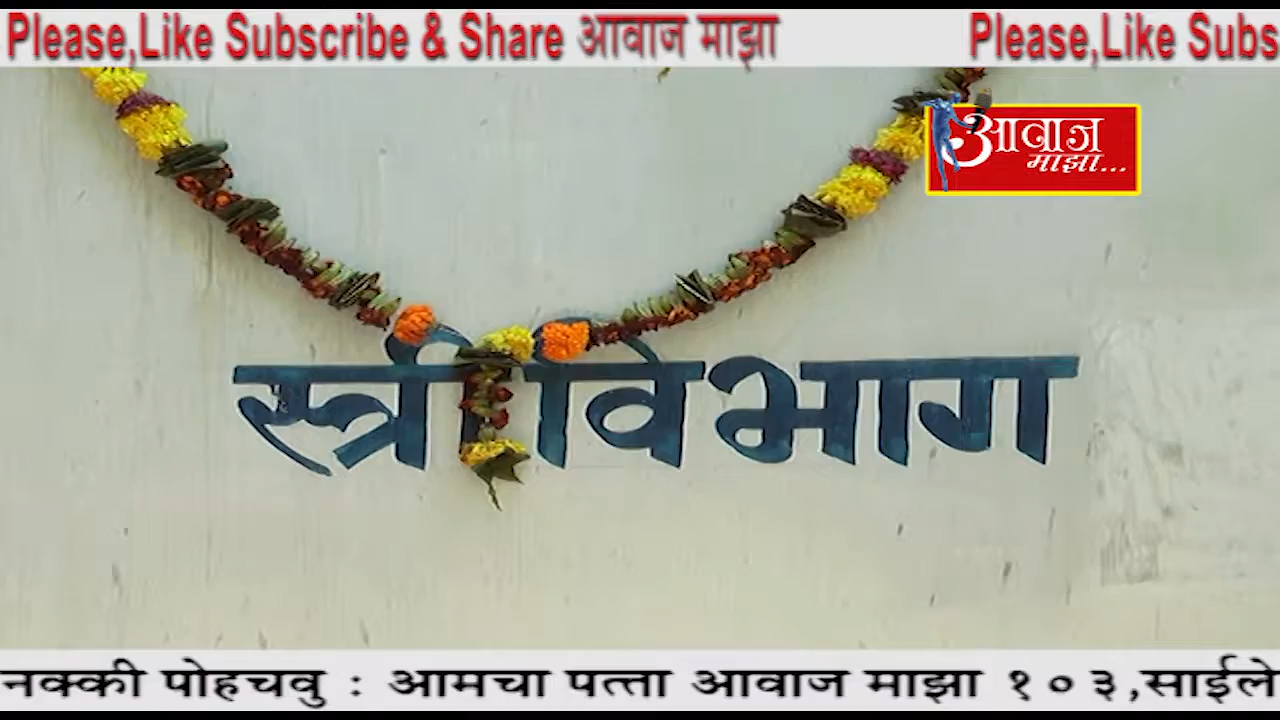 Please,Like Subscribe & Share आवाज माझा Please,Like Subs
आवाज
माझा...
स्त्री विभाग
नक्की पोहचवु : आमचा पत्ता आवाज माझा १०३,साईले